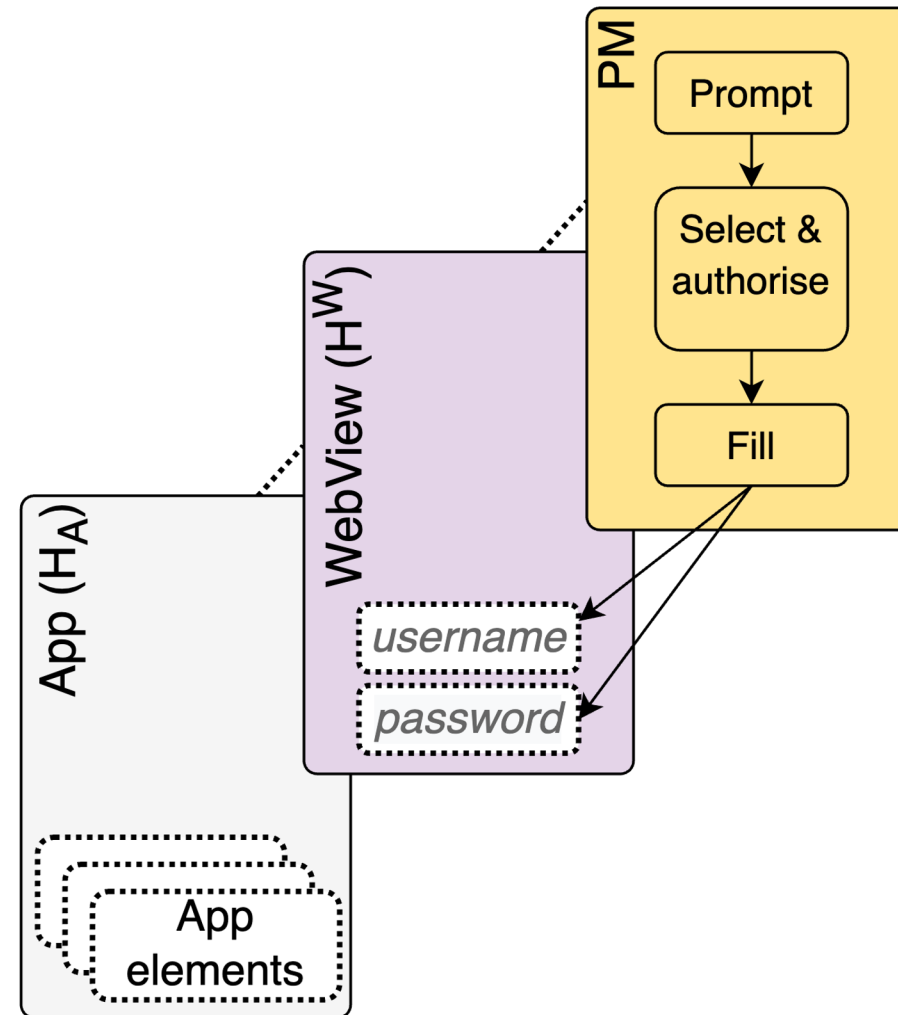 PM
Prompt
Select &
authorise
Fill
WebView (H^W)
username
password
App (H_A)
App
elements